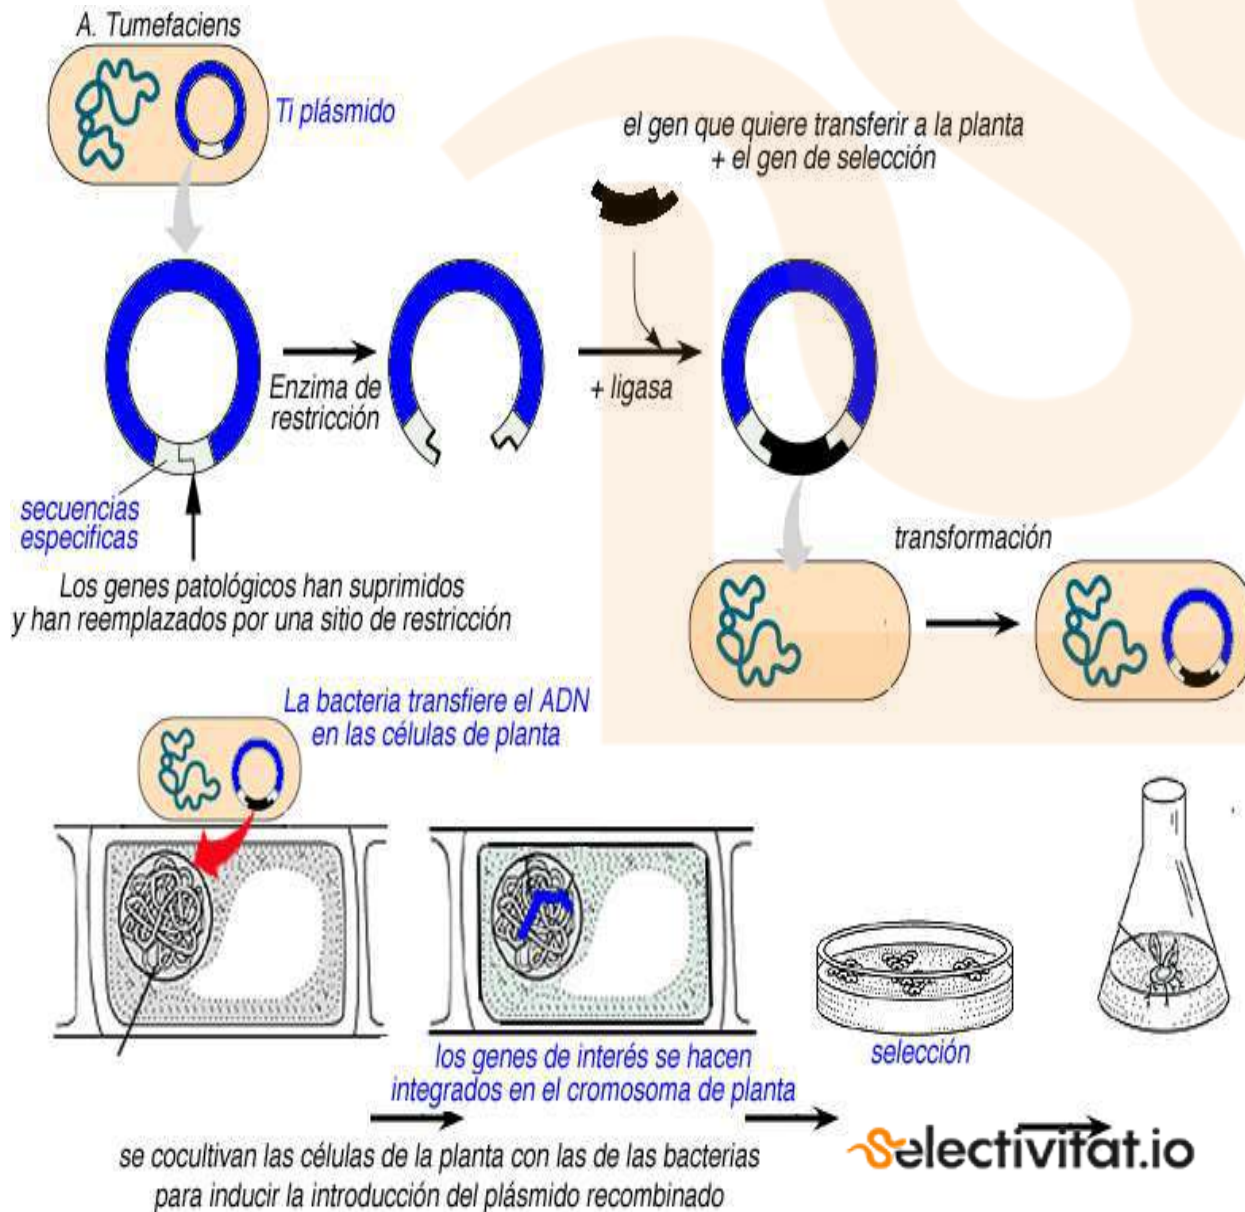 A. Tumefaciens
Ti plásmido
el gen que quiere transferir a la planta
+ el gen de selección
Enzima de
restricción
+ ligasa
secuencias
especificas
Los genes patológicos han suprimidos
y han reemplazados por una sitio de restricción
transformación
La bacteria transfiere el ADN
en las células de planta
los genes de interés se hacen
integrados en el cromosoma de planta
selección
se cocultivan las células de la planta con las de las bacterias
para inducir la introducción del plásmido recombinado
selectivitat.io